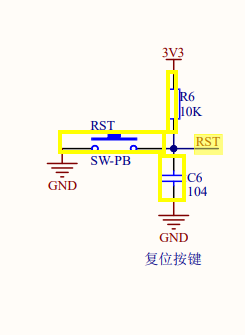 3V3
R6
10K
RST
RST
SW-PB
GND
C6
104
GND
复位按键